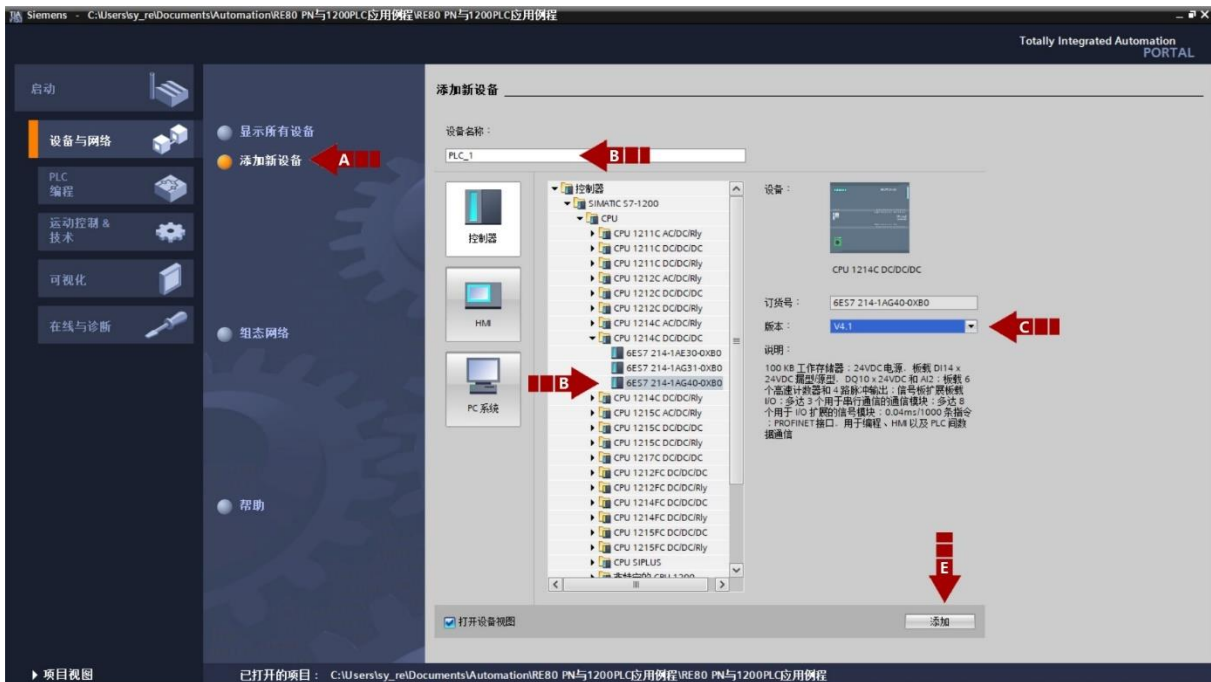 Siemens - C:\Users\sy_re\Documents\Automation\RE80 PN与1200PLC应用例程\RE80 PN与1200PLC应用例程
Totally Integrated Automation
PORTAL
启动
设备与网络
PLC
编程
运动控制 &
技术
可视化
在线与诊断
显示所有设备
添加新设备
A
组态网络
帮助
添加新设备
设备名称：
PLC_1
B
控制器
HMI
PC 系统
控制器
SIMATIC S7-1200
CPU
CPU 1211C AC/DC/Rly
CPU 1211C DC/DC/DC
CPU 1211C DC/DC/Rly
CPU 1212C AC/DC/Rly
CPU 1212C DC/DC/DC
CPU 1212C DC/DC/Rly
CPU 1214C AC/DC/Rly
CPU 1214C DC/DC/DC
6ES7 214-1AE30-0XB0
6ES7 214-1AG31-0XB0
B
6ES7 214-1AG40-0XB0
CPU 1214C DC/DC/Rly
CPU 1215C AC/DC/Rly
CPU 1215C DC/DC/DC
CPU 1215C DC/DC/Rly
CPU 1217C DC/DC/DC
CPU 1212FC DC/DC/DC
CPU 1212FC DC/DC/Rly
CPU 1214FC DC/DC/DC
CPU 1214FC DC/DC/Rly
CPU 1215FC DC/DC/DC
CPU 1215FC DC/DC/Rly
CPU SIPLUS
设备：
CPU 1214C DC/DC/DC
订货号：
6ES7 214-1AG40-0XB0
版本：
V4.1
C
说明：
100 KB 工作存储器；24VDC电源，板载 DI14 x
24VDC 漏型/源型，DQ10 x 24VDC 和 AI2；板载 6
个高速计数器和 4 路脉冲输出；信号板扩展板载
I/O；多达 3 个用于串行通信的通信模块；多达 8
个用于 I/O 扩展的信号模块；0.04ms/1000 条指令
；PROFINET 接口，用于编程、HMI 以及 PLC 间数
据通信
E
打开设备视图
添加
项目视图
已打开的项目： C:\Users\sy_re\Documents\Automation\RE80 PN与1200PLC应用例程\RE80 PN与1200PLC应用例程